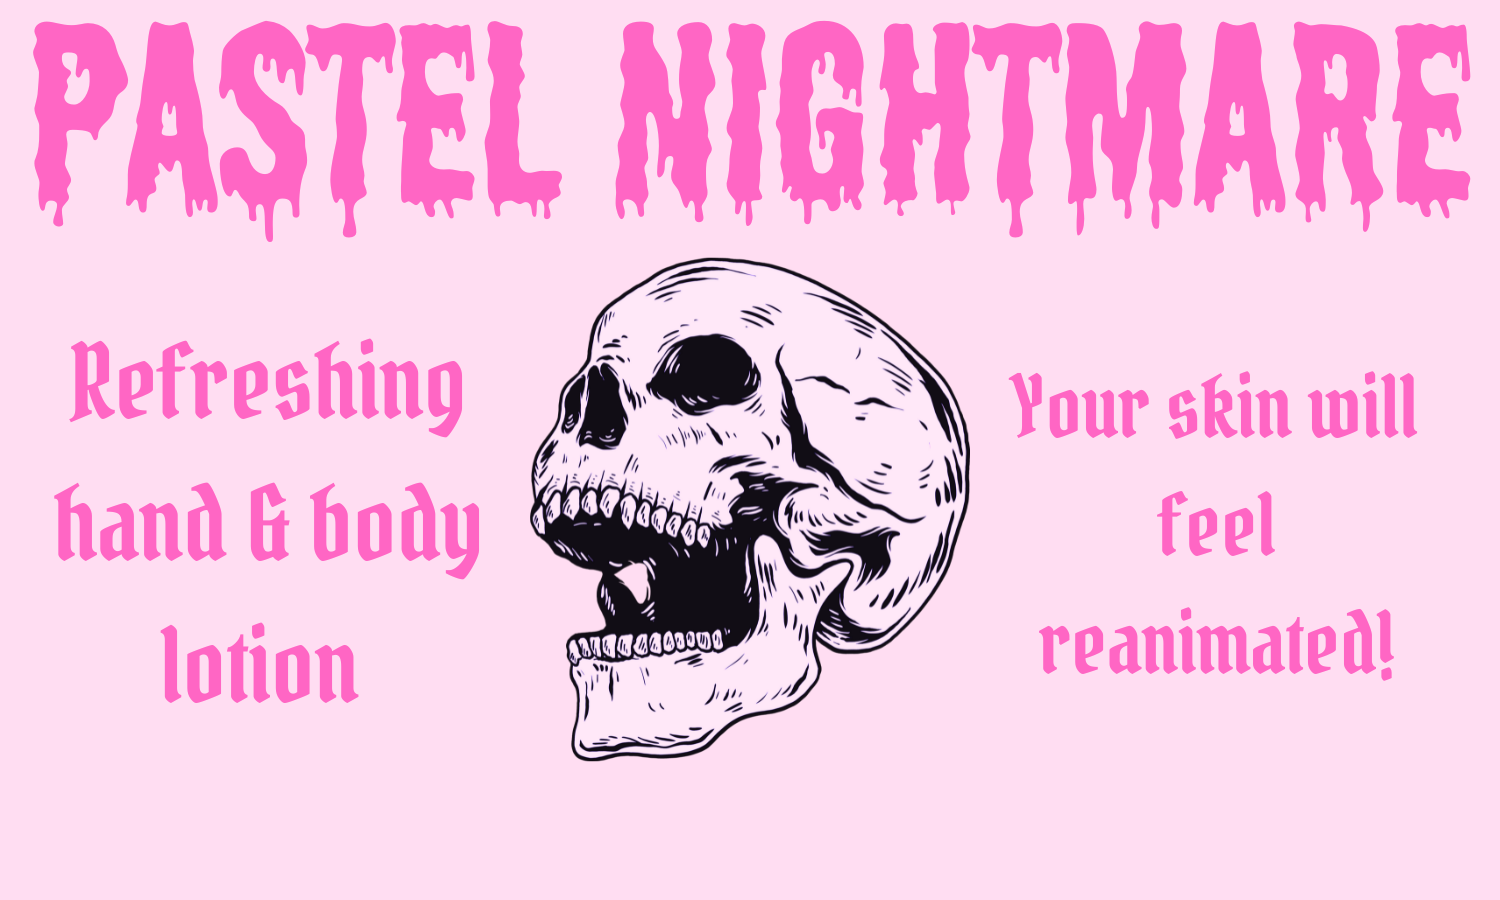 PASTEL NIGHTMARE
Refreshing
hand & body
lotion
Your skin will
feel
reanimated!